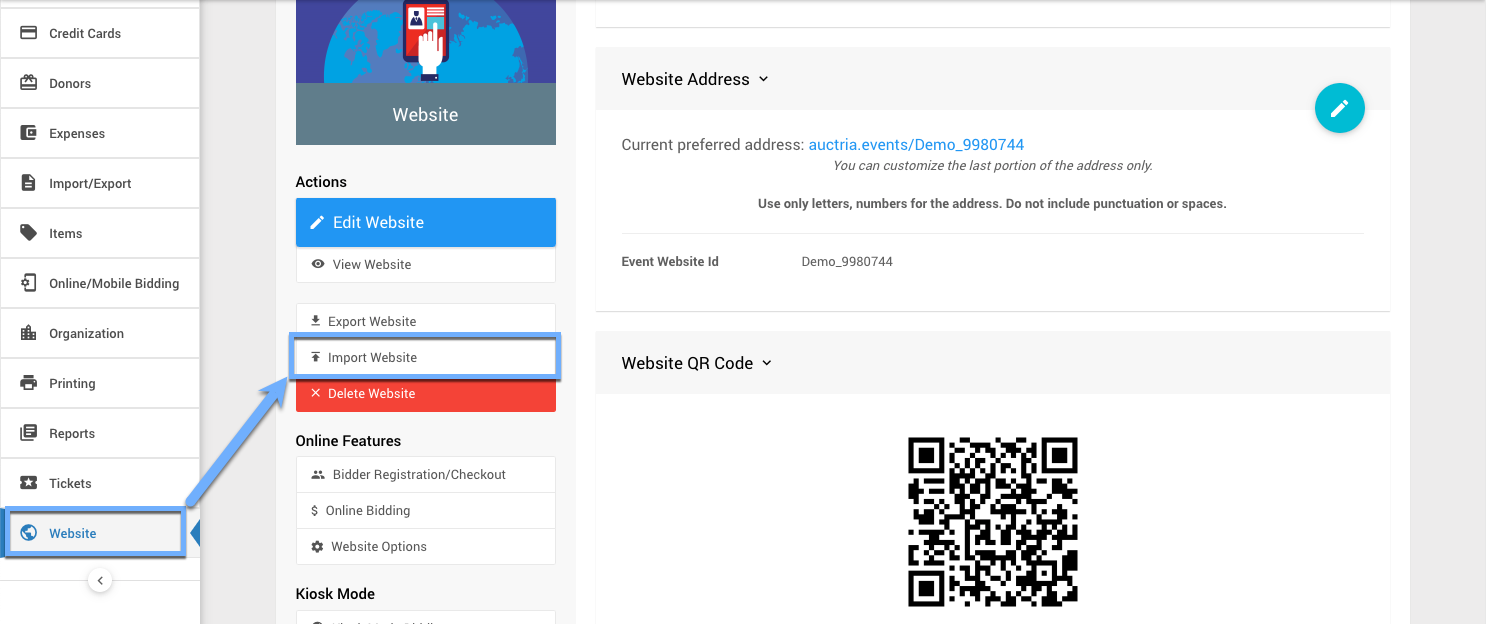 Credit Cards
Donors
Expenses
Import/Export
Items
Online/Mobile Bidding
Organization
Printing
Reports
Tickets
Website
Website
Actions
Edit Website
View Website
Export Website
Import Website
Delete Website
Online Features
Bidder Registration/Checkout
$ Online Bidding
Website Options
Kiosk Mode
Website Address
Current preferred address: auctria.events/Demo_9980744
You can customize the last portion of the address only.
Use only letters, numbers for the address. Do not include punctuation or spaces.
Event Website Id Demo_9980744
Website QR Code